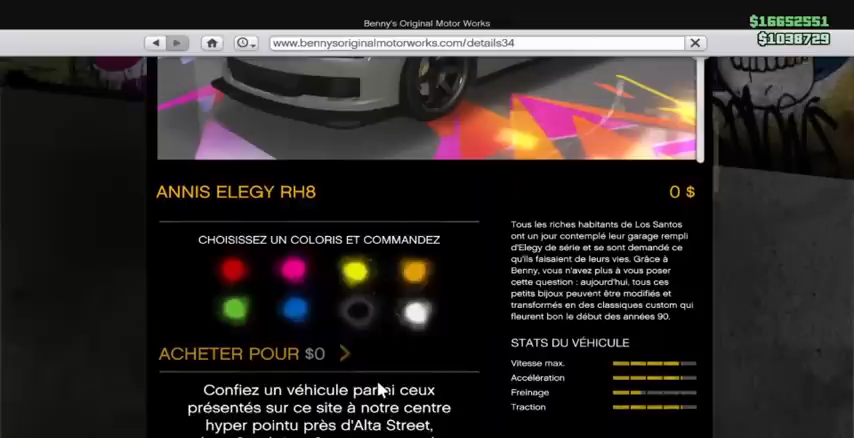 Benny's Original Motor Works
$16652551
$1038729
www.bennysoriginalmotorworks.com/details34
ANNIS ELEGY RH8
0 $
CHOISISSEZ UN COLORIS ET COMMANDEZ
ACHETER POUR $0
Confiez un véhicule parmi ceux
présentés sur ce site à notre centre
hyper pointu près d'Alta Street,
Tous les riches habitants de Los Santos
ont un jour contemplé leur garage rempli
d'Elegy de série et se sont demandé ce
qu'ils faisaient de leurs vies. Grâce à
Benny, vous n'avez plus à vous poser
cette question : aujourd'hui, tous ces
petits bijoux peuvent être modifiés et
transformés en des classiques custom qui
fleurent bon le début des années 90.
STATS DU VÉHICULE
Vitesse max.
Accélération
Freinage
Traction